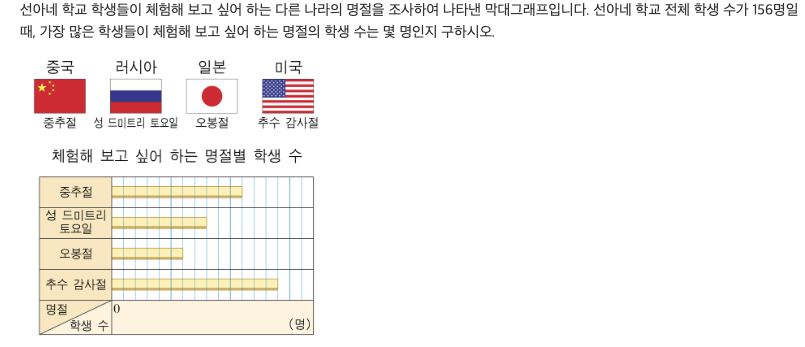 선아네 학교 학생들이 체험해 보고 싶어 하는 다른 나라의 명절을 조사하여 나타낸 막대그래프입니다. 선아네 학교 전체 학생 수가 156명일
때, 가장 많은 학생들이 체험해 보고 싶어 하는 명절의 학생 수는 몇 명인지 구하시오.
중국 러시아 일본 미국
중추절 성 드미트리 토요일 오봉절 추수 감사절
체험해 보고 싶어 하는 명절별 학생 수
중추절
성 드미트리
토요일
오봉절
추수 감사절
명절 0
학생 수 (명)